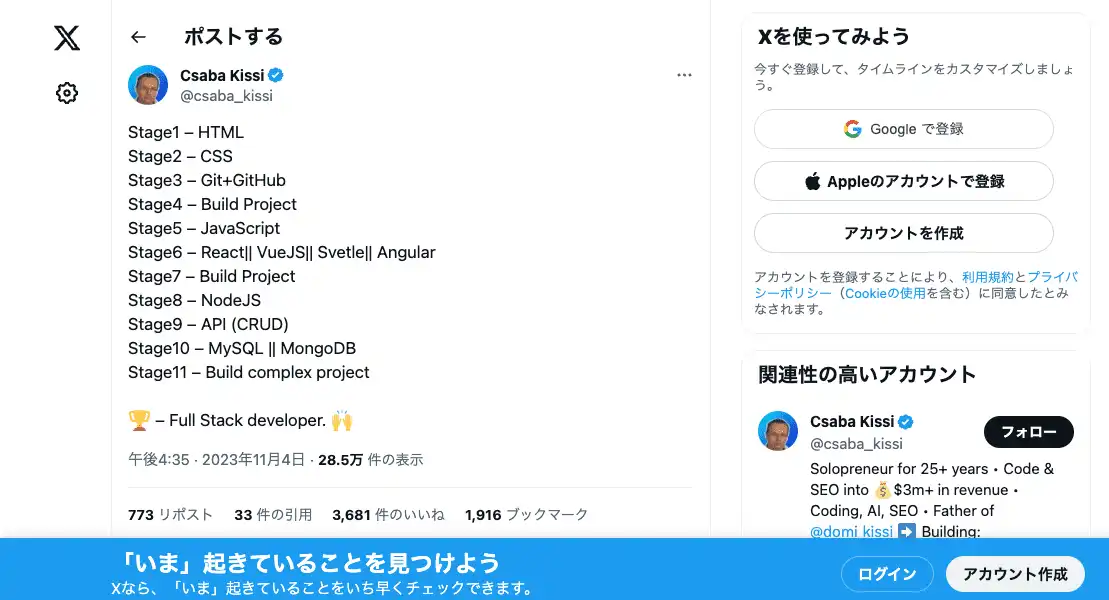 ポストする
Csaba Kissi
@csaba_kissi
Stage1 – HTML
Stage2 – CSS
Stage3 – Git+GitHub
Stage4 – Build Project
Stage5 – JavaScript
Stage6 – React|| VueJS|| Svetle|| Angular
Stage7 – Build Project
Stage8 – NodeJS
Stage9 – API (CRUD)
Stage10 – MySQL || MongoDB
Stage11 – Build complex project
🏆 – Full Stack developer. 🙌
午後4:35 · 2023年11月4日 · 28.5万 件の表示
773 リポスト 33 件の引用 3,681 件のいいね 1,916 ブックマーク
Xを使ってみよう
今すぐ登録して、タイムラインをカスタマイズしましょ
う。
Google で登録
Appleのアカウントで登録
アカウントを作成
アカウントを登録することにより、利用規約とプライバ
シーポリシー（Cookieの使用を含む）に同意したとみ
なされます。
関連性の高いアカウント
Csaba Kissi
@csaba_kissi
フォロー
Solopreneur for 25+ years • Code &
SEO into 💰$3m+ in revenue •
Coding, AI, SEO • Father of
@domi_kissi ➡️ Building:
「いま」起きていることを見つけよう
Xなら、「いま」起きていることをいち早くチェックできます。
ログイン
アカウント作成